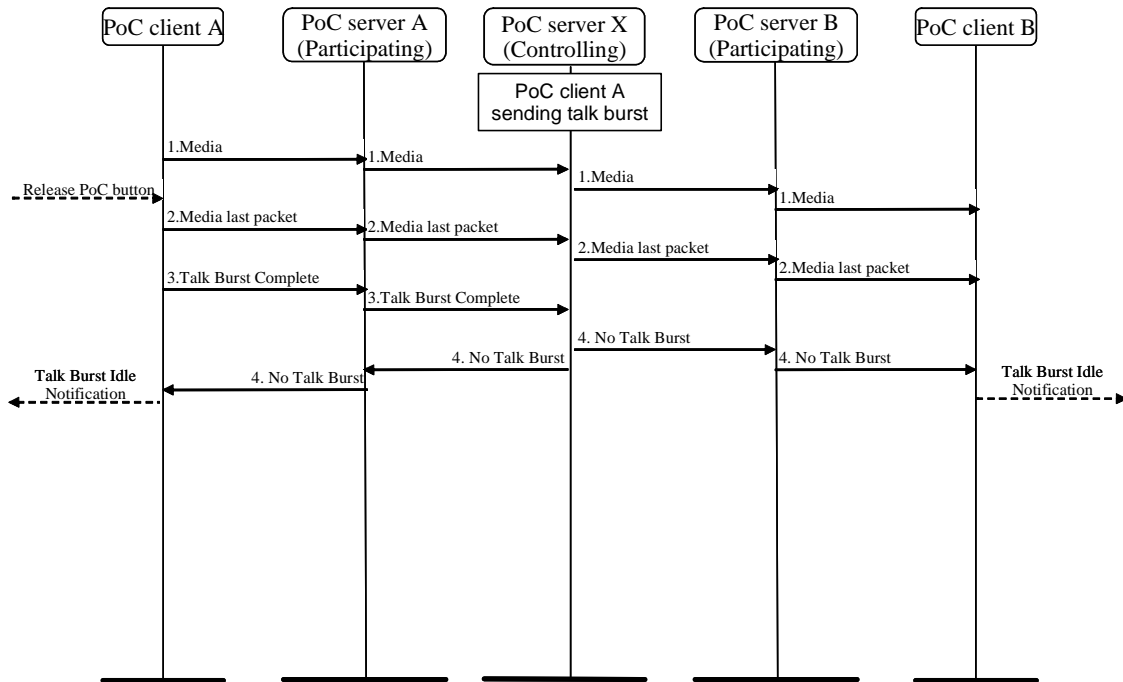 PoC client A
PoC server A
(Participating)
PoC server X
(Controlling)
PoC server B
(Participating)
PoC client B
PoC client A
sending talk burst
1.Media
1.Media
1.Media
1.Media
Release PoC button
2.Media last packet
2.Media last packet
2.Media last packet
2.Media last packet
3.Talk Burst Complete
3.Talk Burst Complete
4. No Talk Burst
4. No Talk Burst
4. No Talk Burst
4. No Talk Burst
Talk Burst Idle
Notification
Talk Burst Idle
Notification